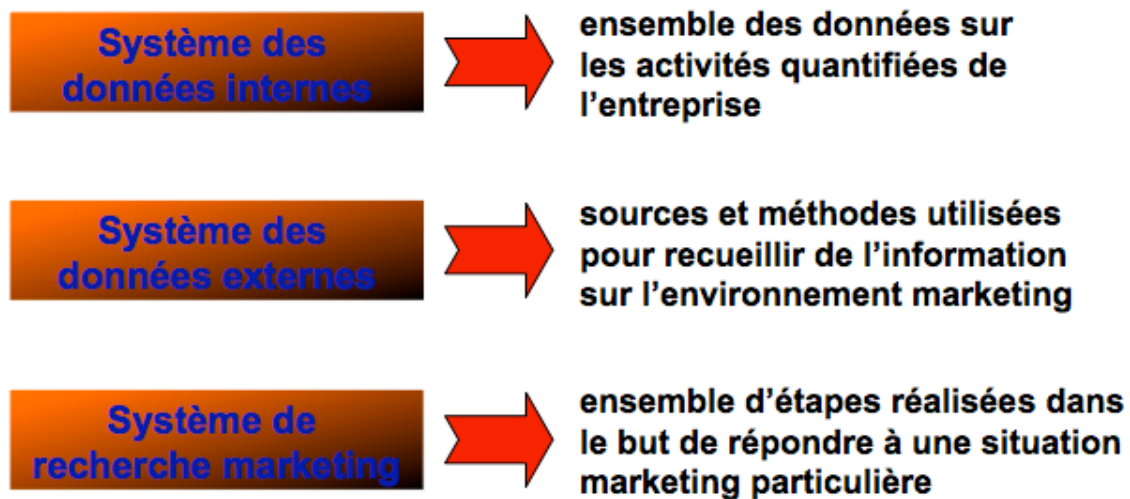 Système des
données internes
ensemble des données sur
les activités quantifiées de
l’entreprise
Système des
données externes
sources et méthodes utilisées
pour recueillir de l’information
sur l’environnement marketing
Système de
recherche marketing
ensemble d’étapes réalisées dans
le but de répondre à une situation
marketing particulière